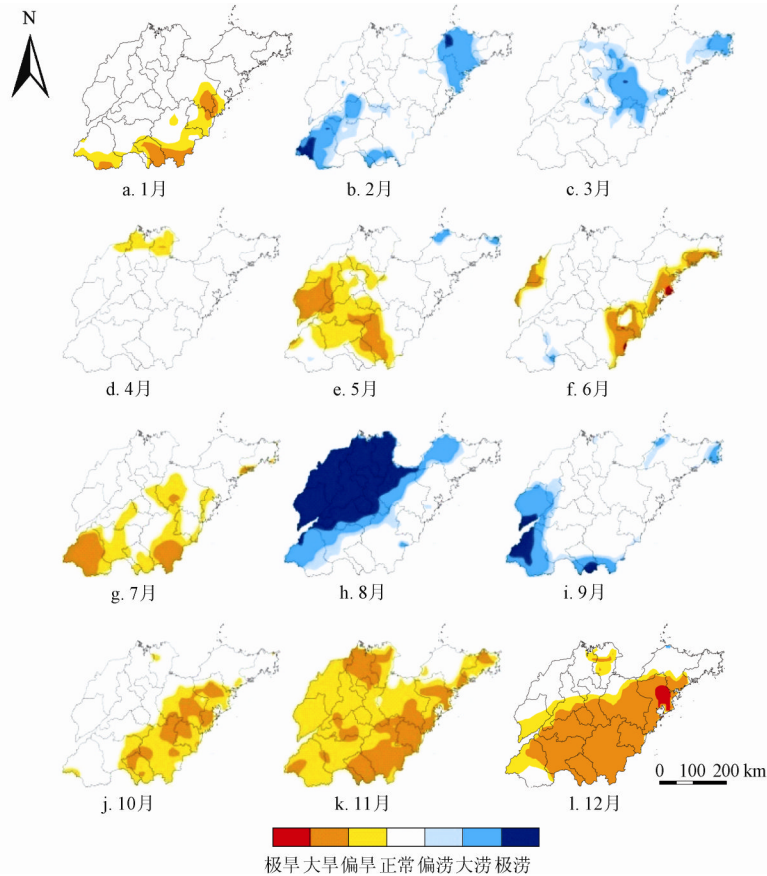 N
a. 1月
b. 2月
c. 3月
d. 4月
e. 5月
f. 6月
g. 7月
h. 8月
i. 9月
j. 10月
k. 11月
l. 12月
0 100 200 km
极旱 大旱 偏旱 正常 偏涝 大涝 极涝